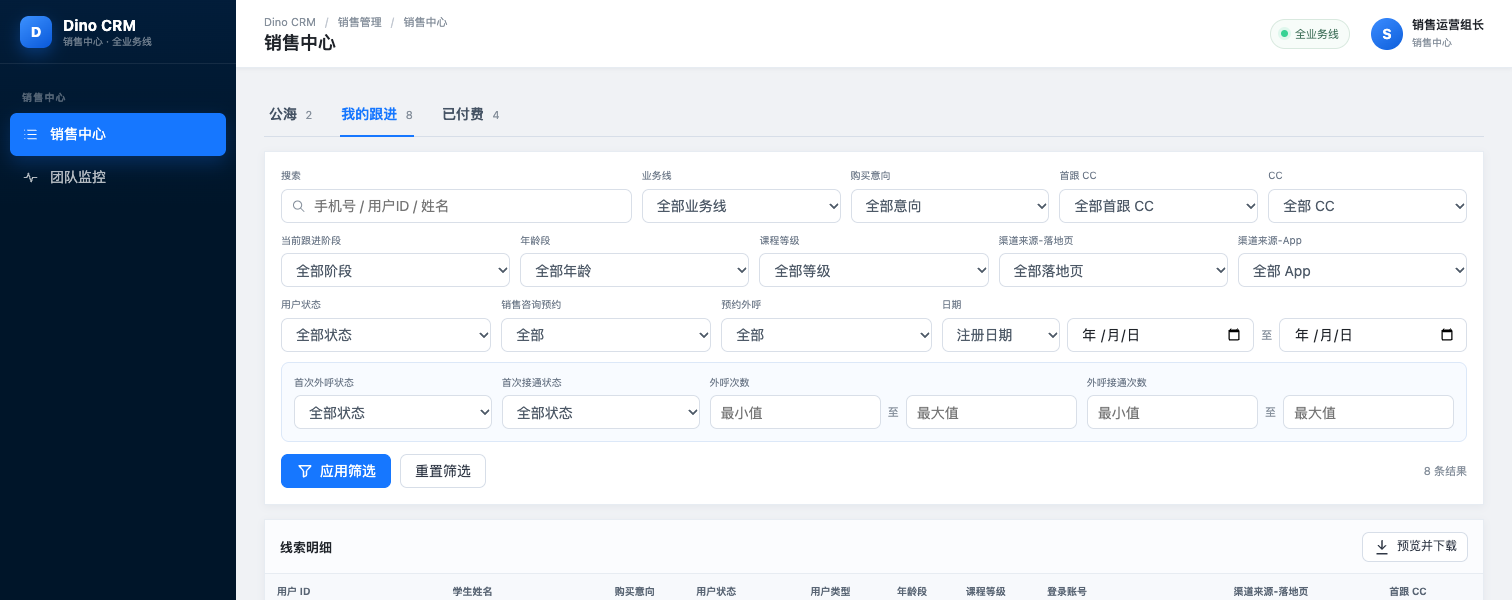 D
Dino CRM
销售中心 · 全业务线
销售中心
销售中心
团队监控
Dino CRM / 销售管理 / 销售中心
销售中心
全业务线
S
销售运营组长
销售中心
公海 2
我的跟进 8
已付费 4
搜索
业务线
购买意向
首跟 CC
CC
手机号 / 用户ID / 姓名
全部业务线
全部意向
全部首跟 CC
全部 CC
当前跟进阶段
年龄段
课程等级
渠道来源-落地页
渠道来源-App
全部阶段
全部年龄
全部等级
全部落地页
全部 App
用户状态
销售咨询预约
预约外呼
日期
全部状态
全部
全部
注册日期
年 /月/日
至
年 /月/日
首次外呼状态
首次接通状态
外呼次数
外呼接通次数
全部状态
全部状态
最小值
至
最大值
最小值
至
最大值
应用筛选
重置筛选
8 条结果
线索明细
预览并下载
用户 ID
学生姓名
购买意向
用户状态
用户类型
年龄段
课程等级
登录账号
渠道来源-落地页
首跟 CC